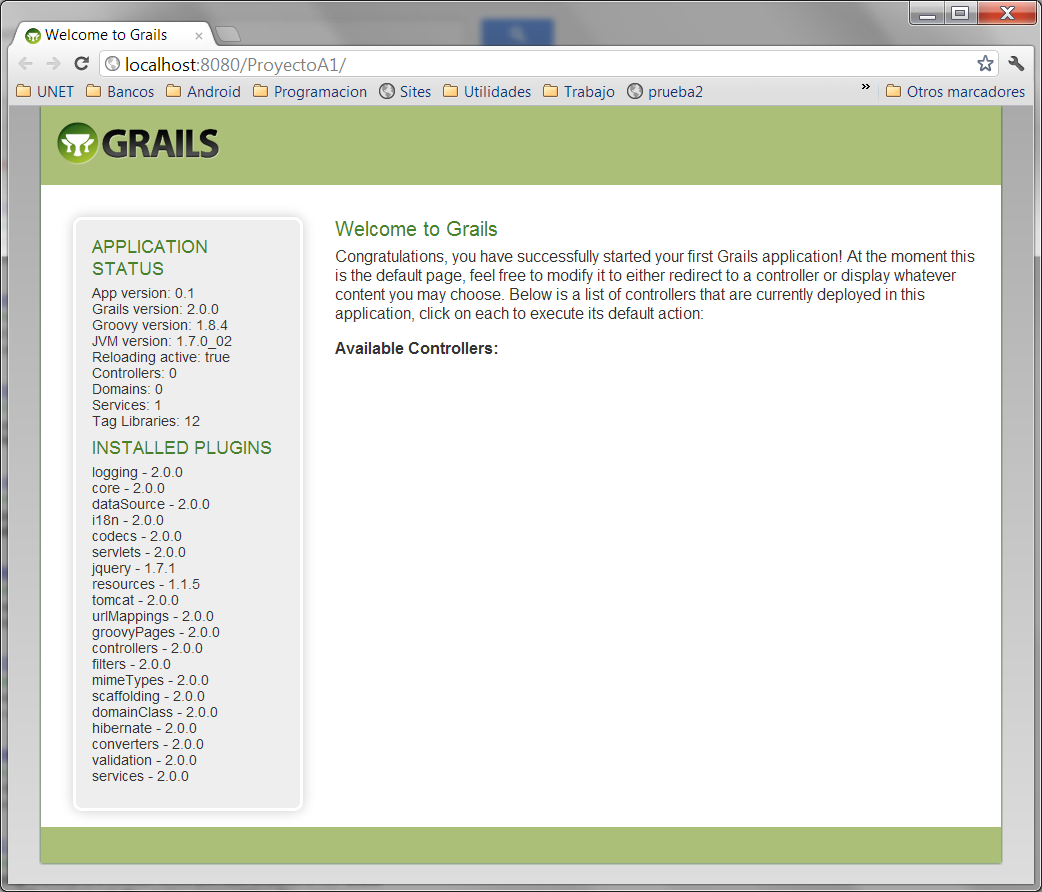 Welcome to Grails
localhost:8080/ProyectoA1/
UNET Bancos Android Programacion Sites Utilidades Trabajo prueba2 » Otros marcadores
GRAILS
APPLICATION
STATUS
App version: 0.1
Grails version: 2.0.0
Groovy version: 1.8.4
JVM version: 1.7.0_02
Reloading active: true
Controllers: 0
Domains: 0
Services: 1
Tag Libraries: 12
INSTALLED PLUGINS
logging - 2.0.0
core - 2.0.0
dataSource - 2.0.0
i18n - 2.0.0
codecs - 2.0.0
servlets - 2.0.0
jquery - 1.7.1
resources - 1.1.5
tomcat - 2.0.0
urlMappings - 2.0.0
groovyPages - 2.0.0
controllers - 2.0.0
filters - 2.0.0
mimeTypes - 2.0.0
scaffolding - 2.0.0
domainClass - 2.0.0
hibernate - 2.0.0
converters - 2.0.0
validation - 2.0.0
services - 2.0.0
Welcome to Grails
Congratulations, you have successfully started your first Grails application! At the moment
this is the default page, feel free to modify it to either redirect to a controller or display whatever
content you may choose. Below is a list of controllers that are currently deployed in this
application, click on each to execute its default action:
Available Controllers: